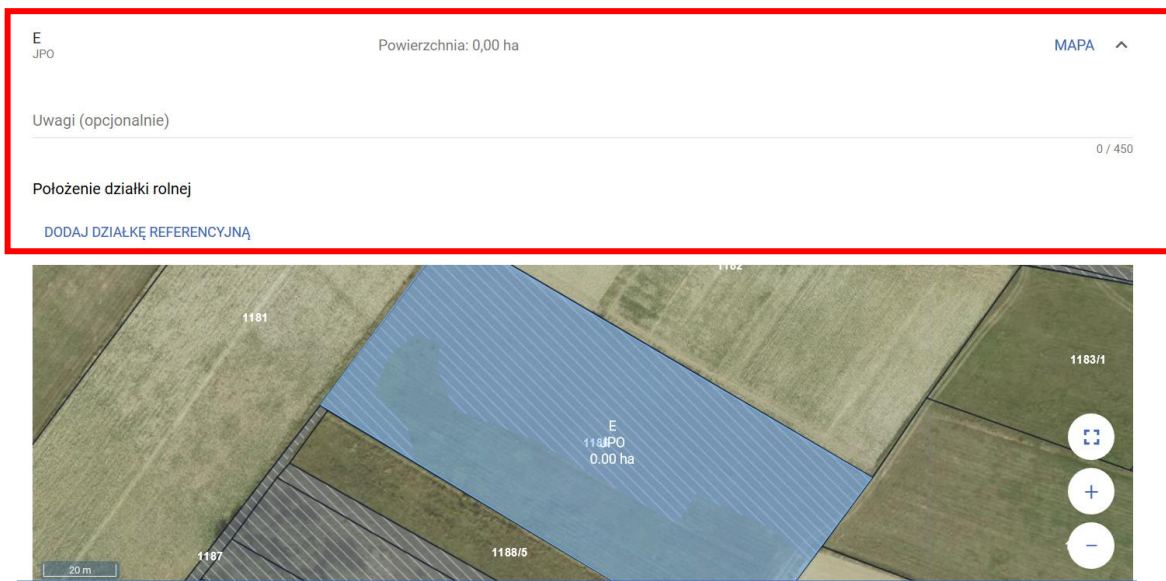 E
JPO
Powierzchnia: 0,00 ha
MAPA
Uwagi (opcjonalnie)
0 / 450
Położenie działki rolnej
DODAJ DZIAŁKĘ REFERENCYJNĄ
1182
1181
1183/1
E
JPO
0.00 ha
1188/5
1187
20 m